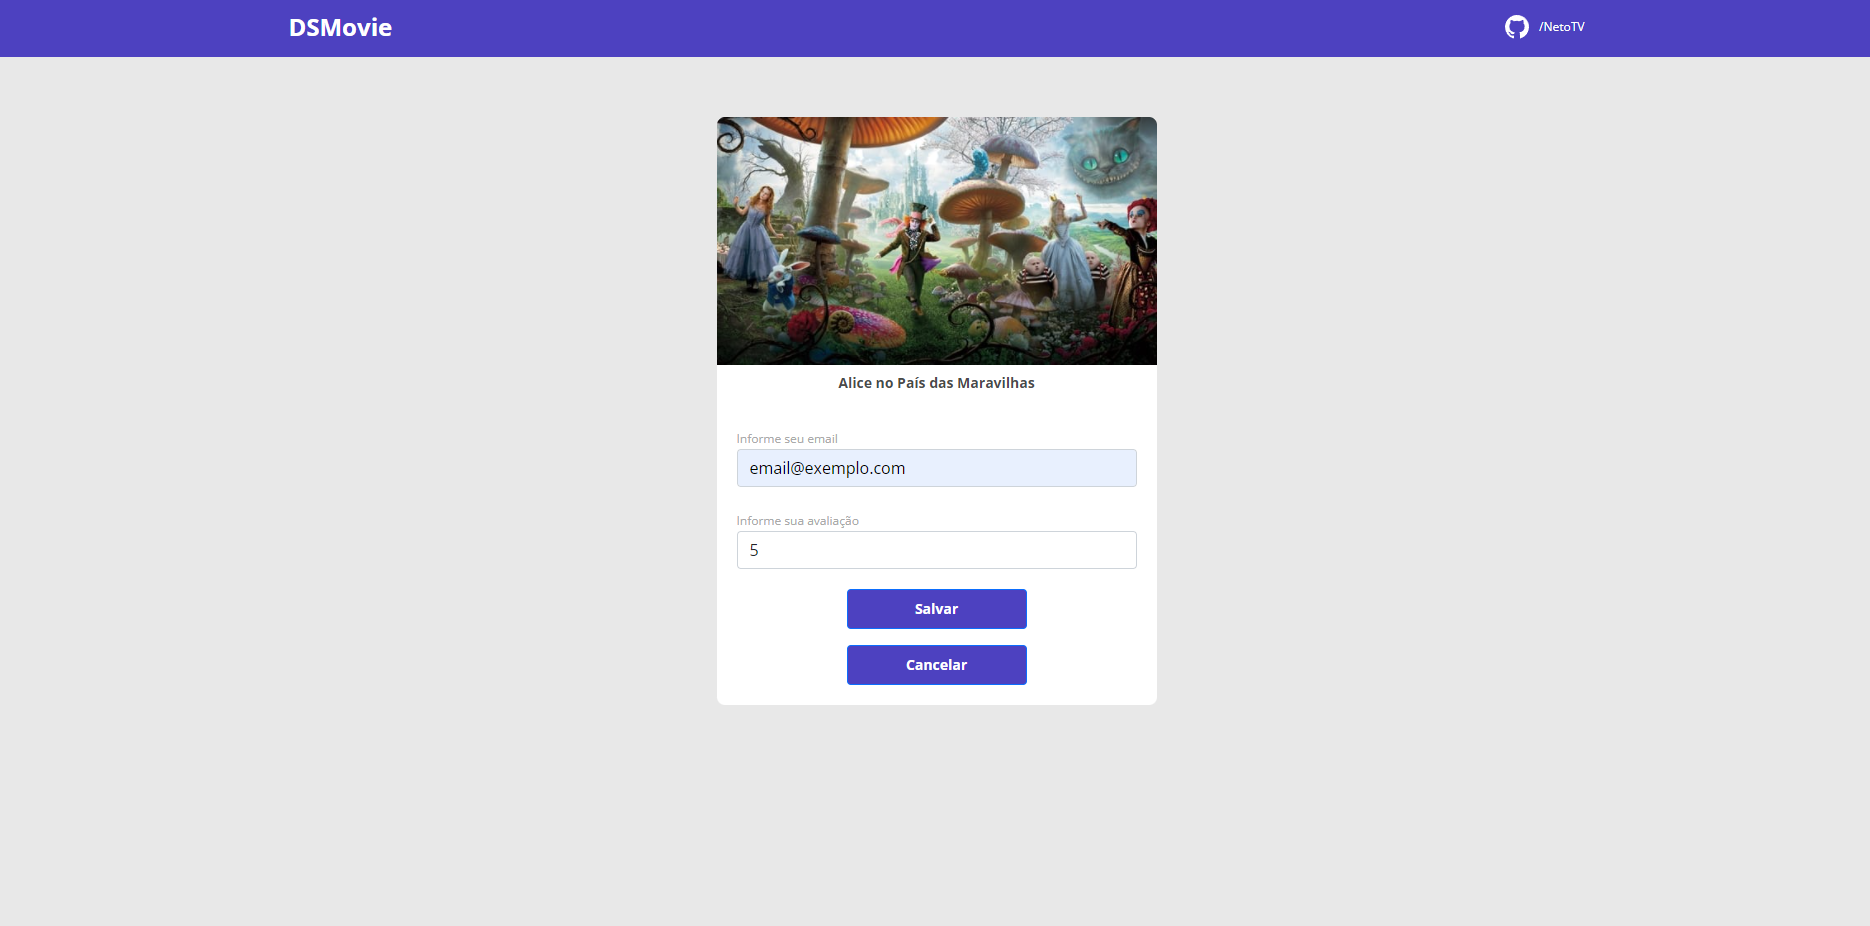 DSMovie
/NetoTV
Alice no País das Maravilhas
Informe seu email
email@exemplo.com
Informe sua avaliação
5
Salvar
Cancelar